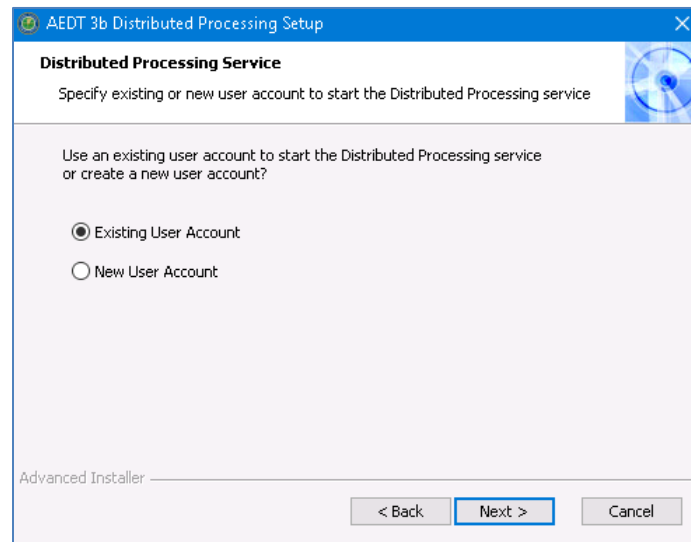 AEDT 3b Distributed Processing Setup
Distributed Processing Service
Specify existing or new user account to start the Distributed Processing service
Use an existing user account to start the Distributed Processing service
or create a new user account?
Existing User Account
New User Account
Advanced Installer
< Back
Next >
Cancel